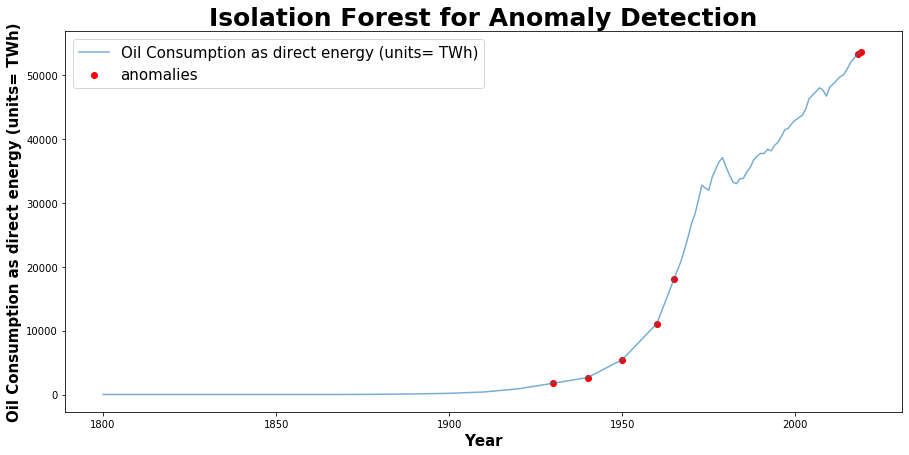 Isolation Forest for Anomaly Detection
Oil Consumption as direct energy (units= TWh)
Oil Consumption as direct energy (units= TWh)
anomalies
50000
40000
30000
20000
10000
0
1800
1850
1900
1950
2000
Year